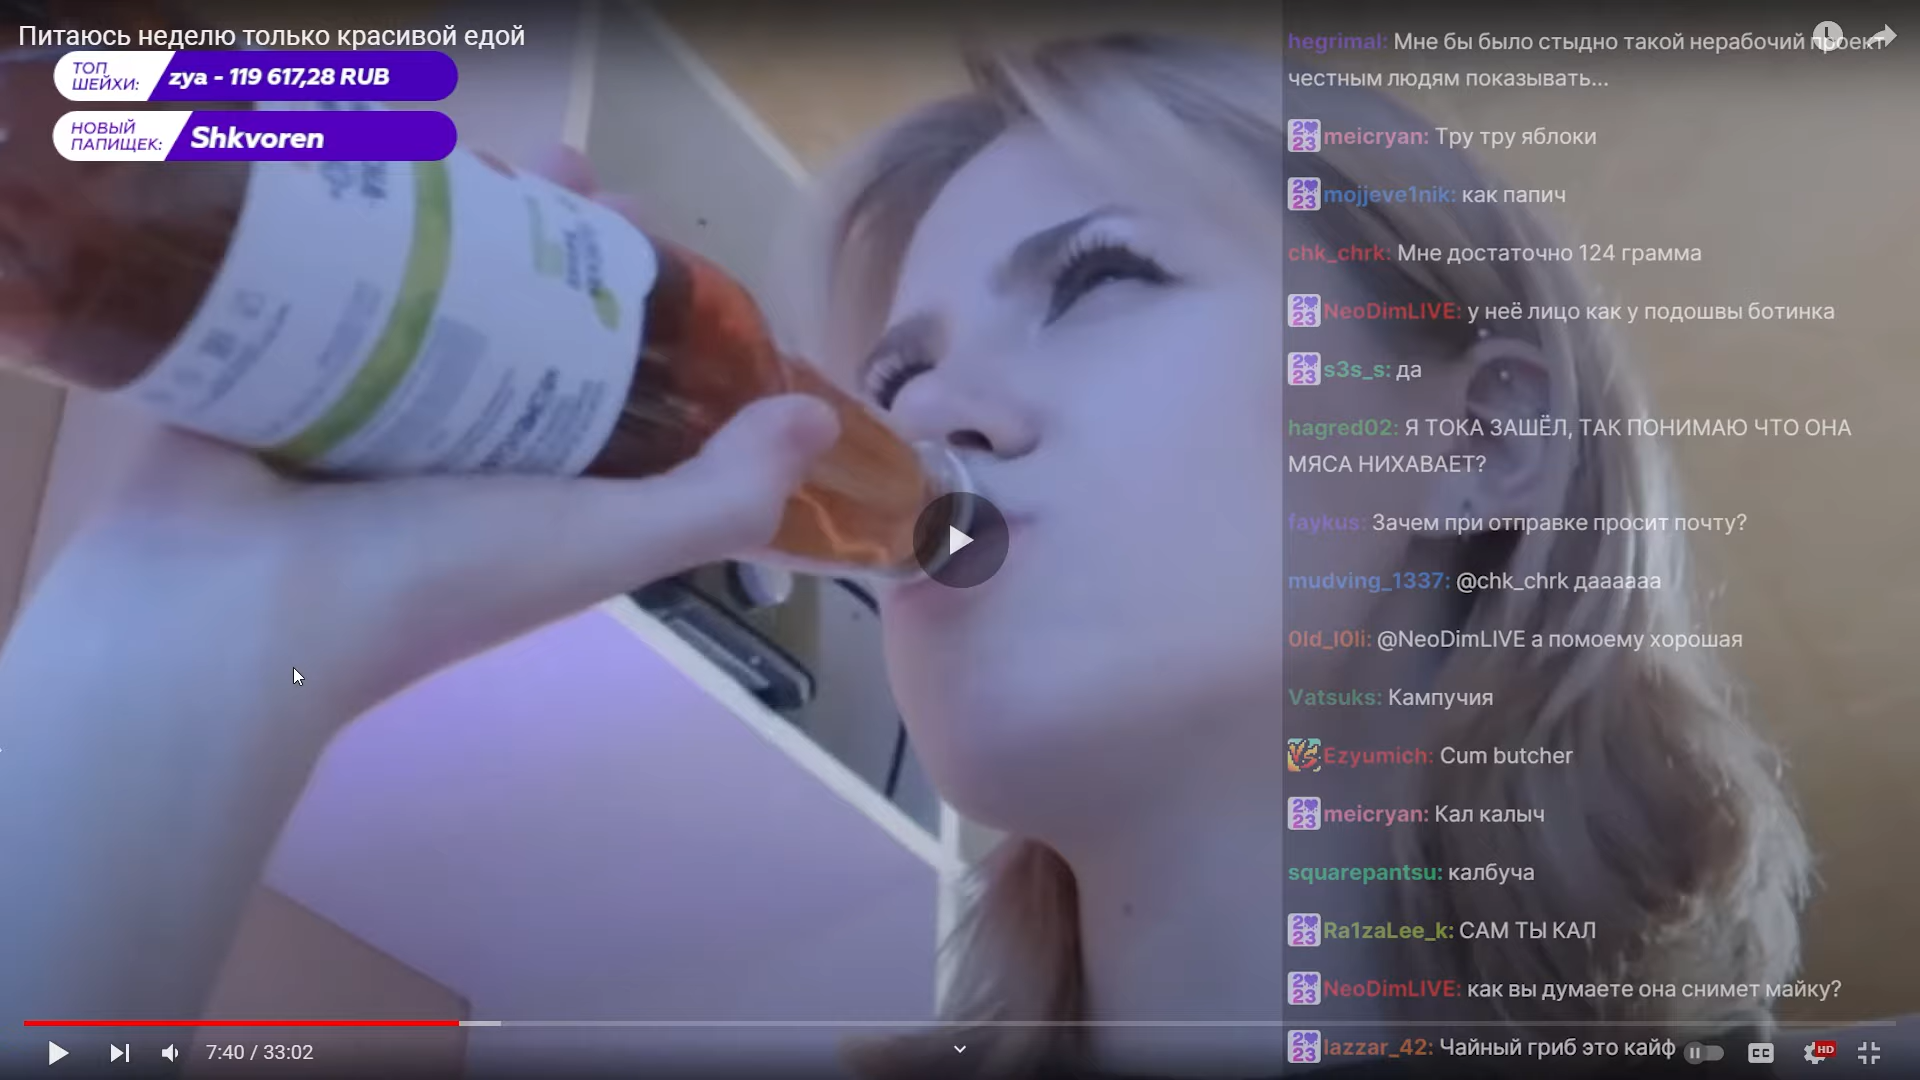 Питаюсь неделю только красивой едой
ТОП
ШЕЙХИ:
zya - 119 617,28 RUB
НОВЫЙ
ПАПИЩЕК:
Shkvoren
hegrimal: Мне бы было стыдно такой нерабочий проект
честным людям показывать...
meicryan: Тру тру яблоки
mojjeve1nik: как папич
chk_chrk: Мне достаточно 124 грамма
NeoDimLIVE: у неё лицо как у подошвы ботинка
s3s_s: да
hagred02: Я ТОКА ЗАШЁЛ, ТАК ПОНИМАЮ ЧТО ОНА
МЯСА НИХАВАЕТ?
faykus: Зачем при отправке просит почту?
mudving_1337: @chk_chrk даааааа
0ld_l0li: @NeoDimLIVE а помоему хорошая
Vatsuks: Кампучия
Ezyumich: Cum butcher
meicryan: Кал калыч
squarepantsu: калбуча
Ra1zaLee_k: САМ ТЫ КАЛ
NeoDimLIVE: как вы думаете она снимет майку?
lazzar_42: Чайный гриб это кайф
7:40 / 33:02
CC
HD